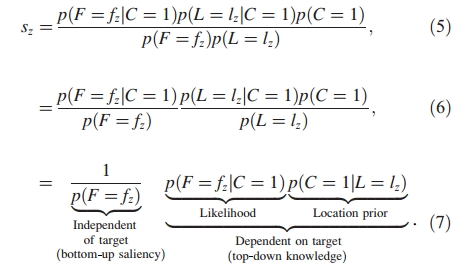 s_z = p(F = f_z|C = 1)p(L = l_z|C = 1)p(C = 1) / p(F = f_z)p(L = l_z) , (5)
= p(F = f_z|C = 1) / p(F = f_z) p(L = l_z|C = 1)p(C = 1) / p(L = l_z) , (6)
= 1 / p(F = f_z) p(F = f_z|C = 1) p(C = 1|L = l_z) . (7)
Likelihood Location prior
Independent
of target
(bottom-up saliency)
Dependent on target
(top-down knowledge)